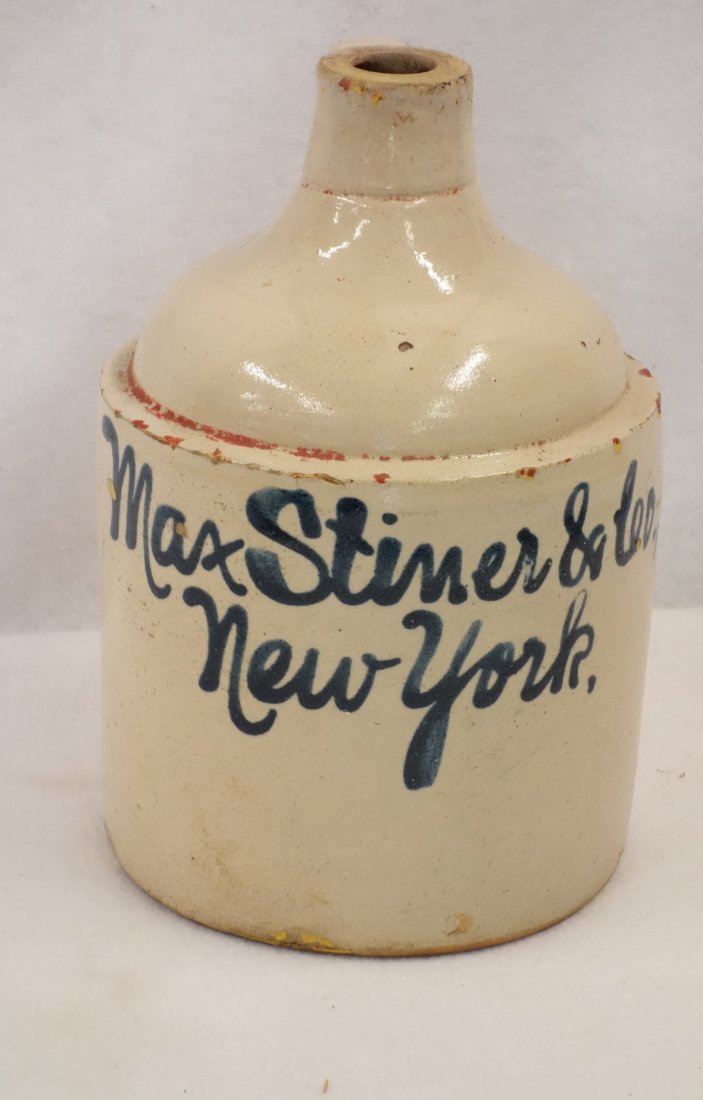 Max Stiner & Co.,
New York.